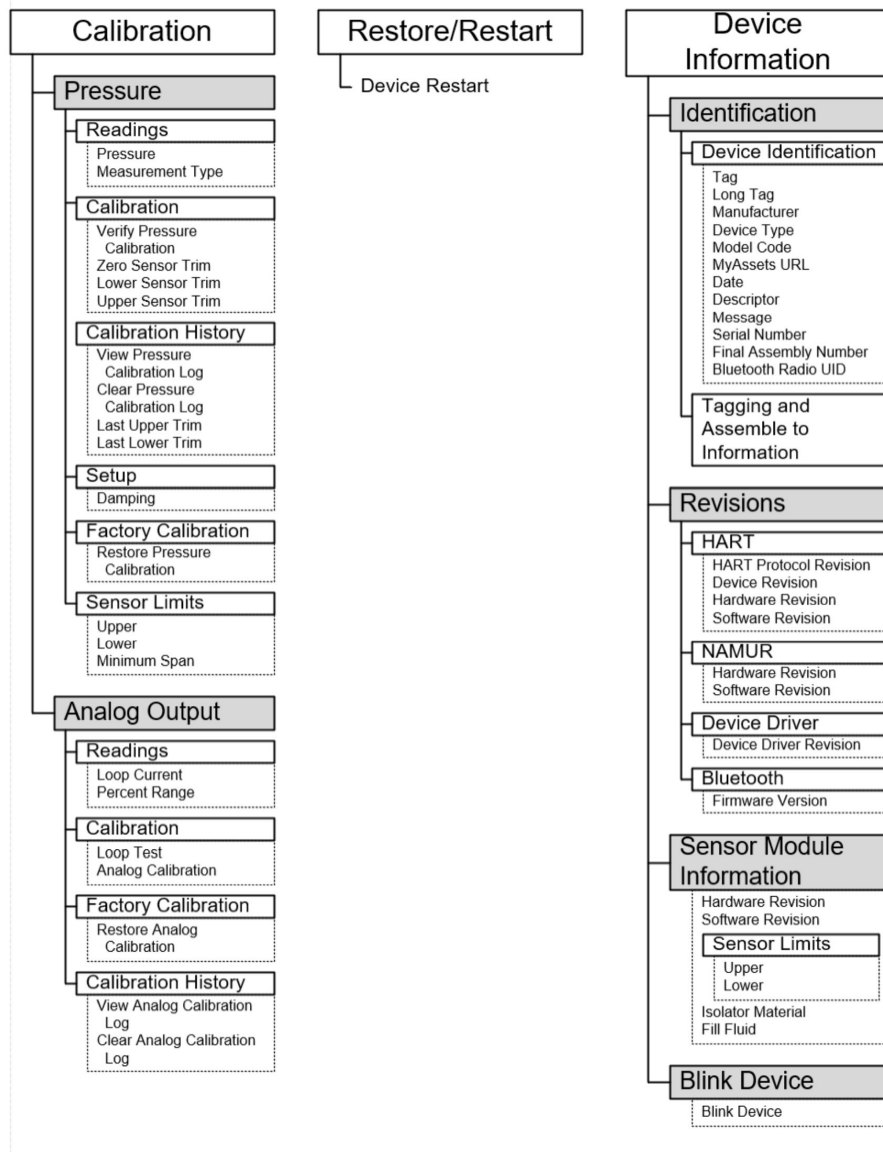 Calibration
Pressure
Readings
Pressure
Measurement Type
Calibration
Verify Pressure
Calibration
Zero Sensor Trim
Lower Sensor Trim
Upper Sensor Trim
Calibration History
View Pressure
Calibration Log
Clear Pressure
Calibration Log
Last Upper Trim
Last Lower Trim
Setup
Damping
Factory Calibration
Restore Pressure
Calibration
Sensor Limits
Upper
Lower
Minimum Span
Analog Output
Readings
Loop Current
Percent Range
Calibration
Loop Test
Analog Calibration
Factory Calibration
Restore Analog
Calibration
Calibration History
View Analog Calibration
Log
Clear Analog Calibration
Log
Restore/Restart
Device Restart
Device
Information
Identification
Device Identification
Tag
Long Tag
Manufacturer
Device Type
Model Code
MyAssets URL
Date
Descriptor
Message
Serial Number
Final Assembly Number
Bluetooth Radio UID
Tagging and
Assemble to
Information
Revisions
HART
HART Protocol Revision
Device Revision
Hardware Revision
Software Revision
NAMUR
Hardware Revision
Software Revision
Device Driver
Device Driver Revision
Bluetooth
Firmware Version
Sensor Module
Information
Hardware Revision
Software Revision
Sensor Limits
Upper
Lower
Isolator Material
Fill Fluid
Blink Device
Blink Device